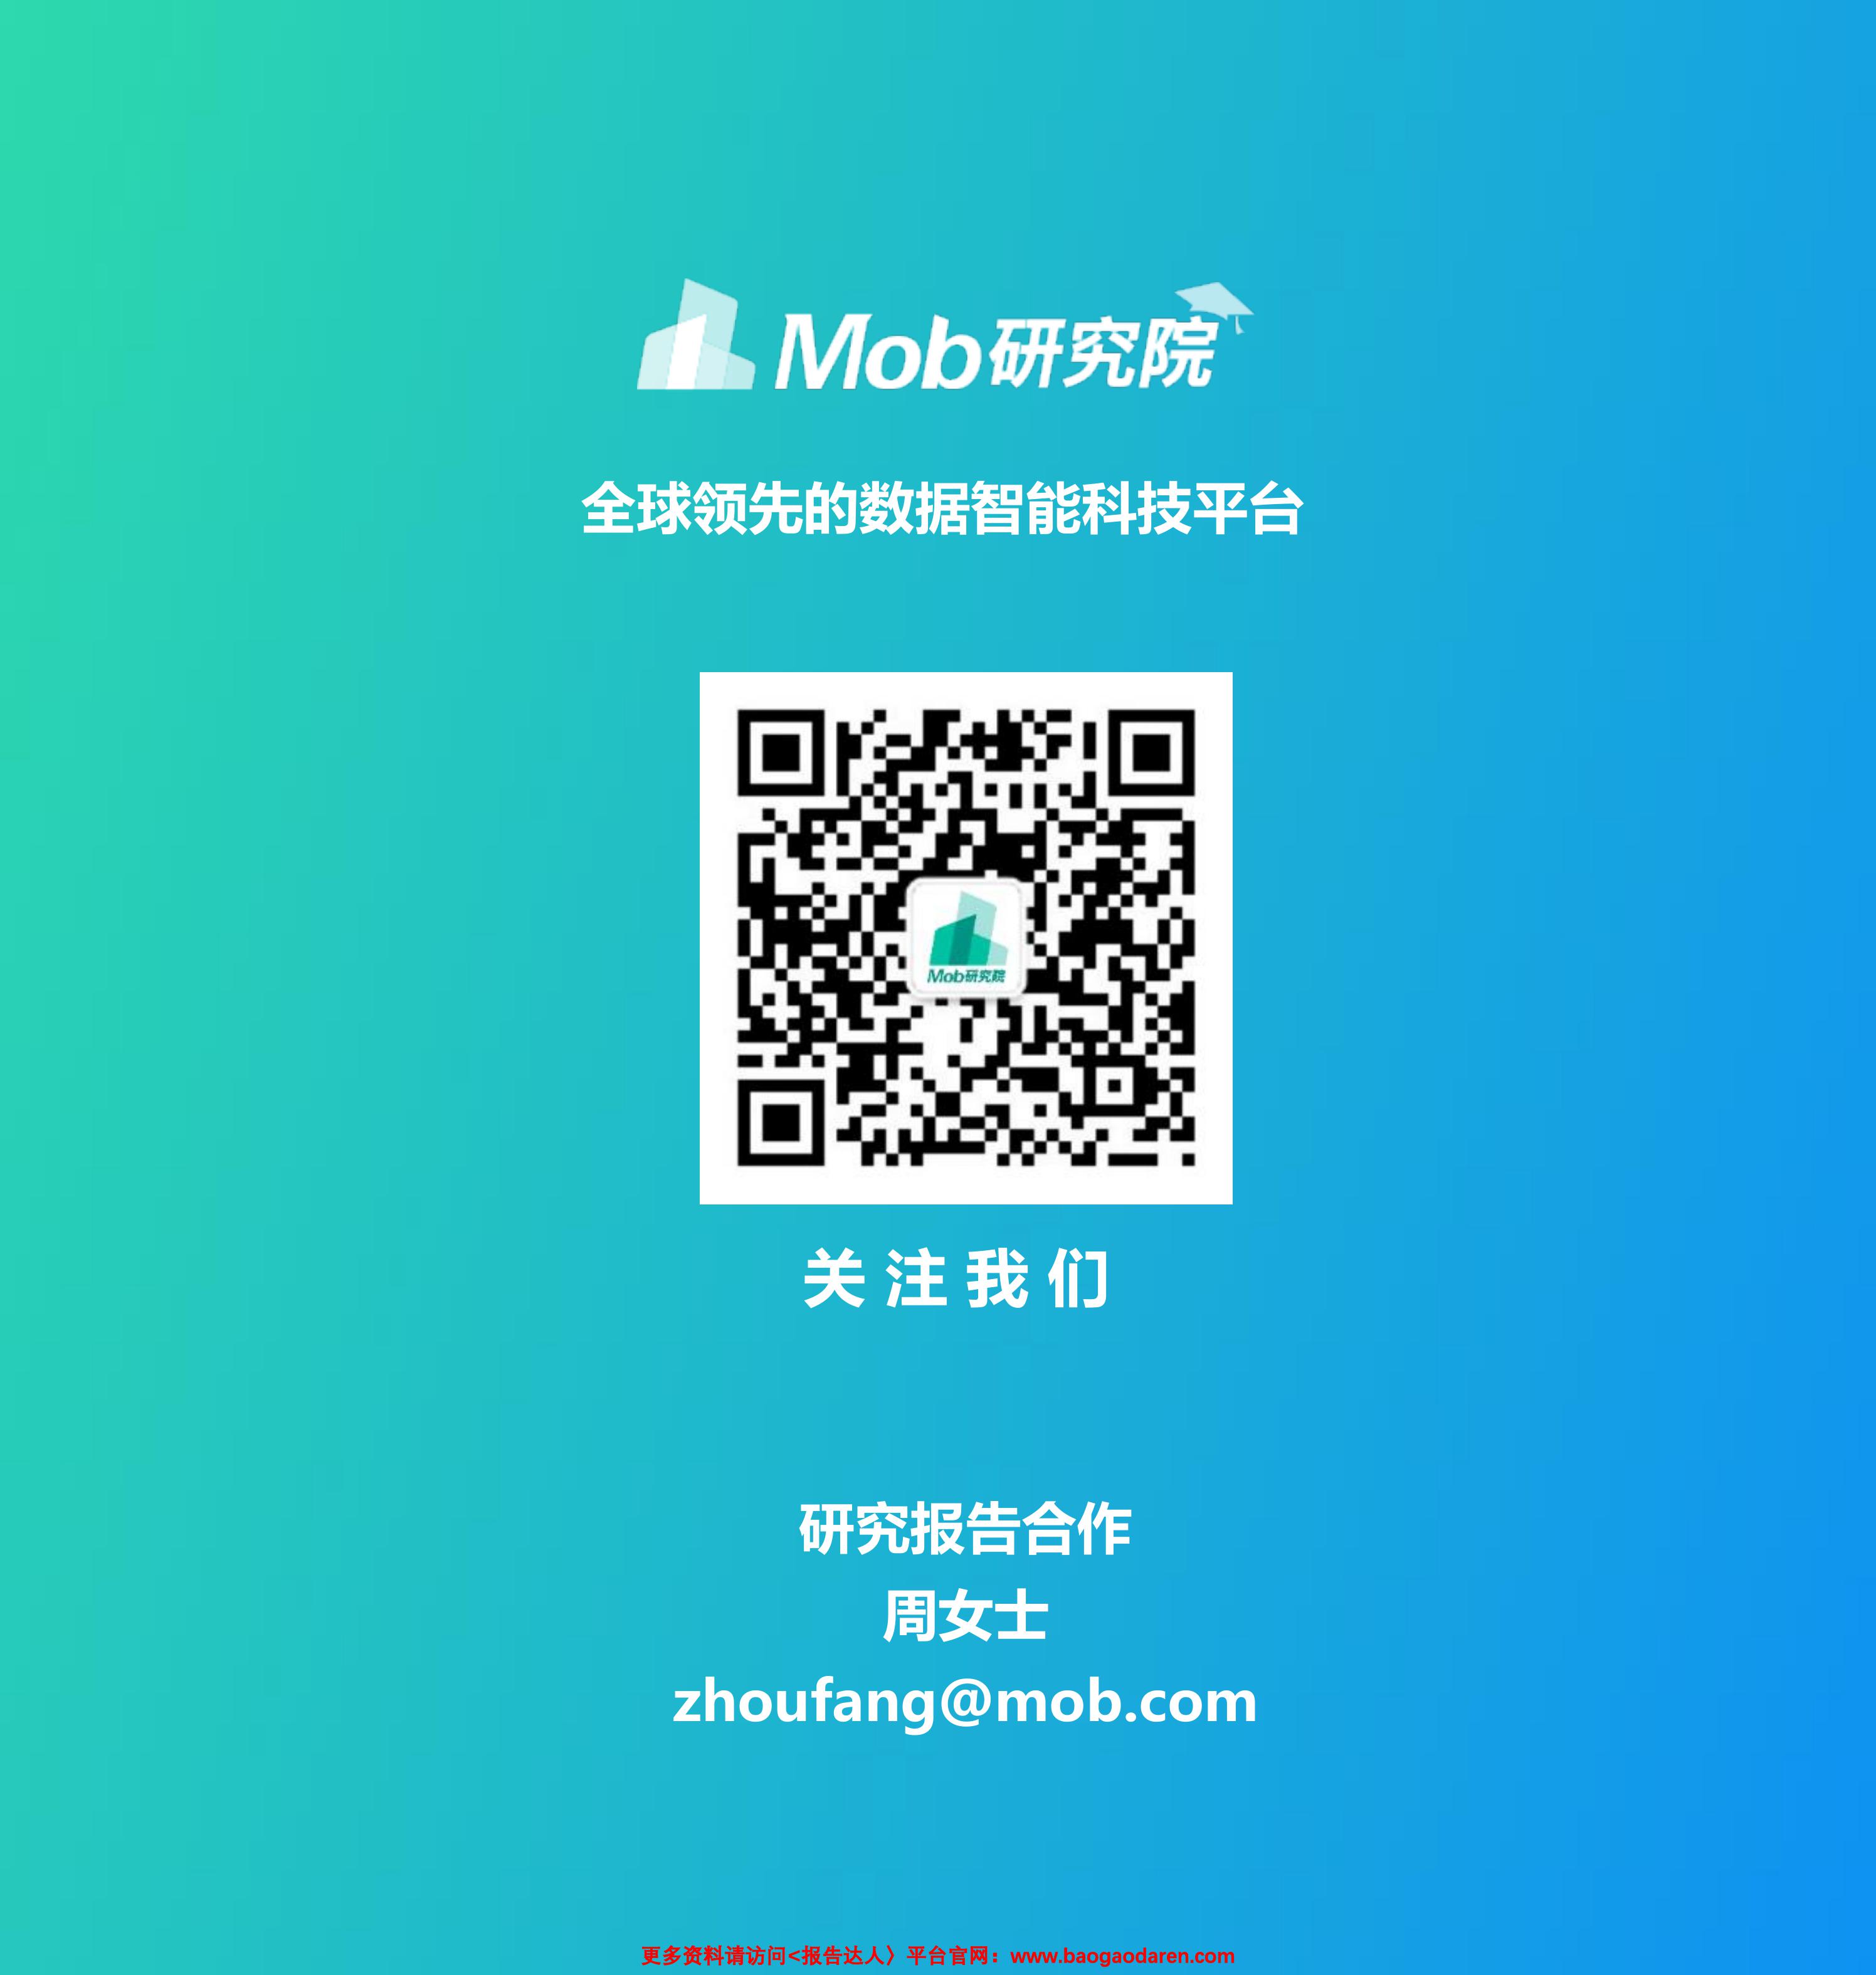 Mob研究院
全球领先的数据智能科技平台
Mob研究院
关注我们
研究报告合作
周女士
zhoufang@mob.com
更多资料请访问<报告达人〉平台官网：www.baogaodaren.com